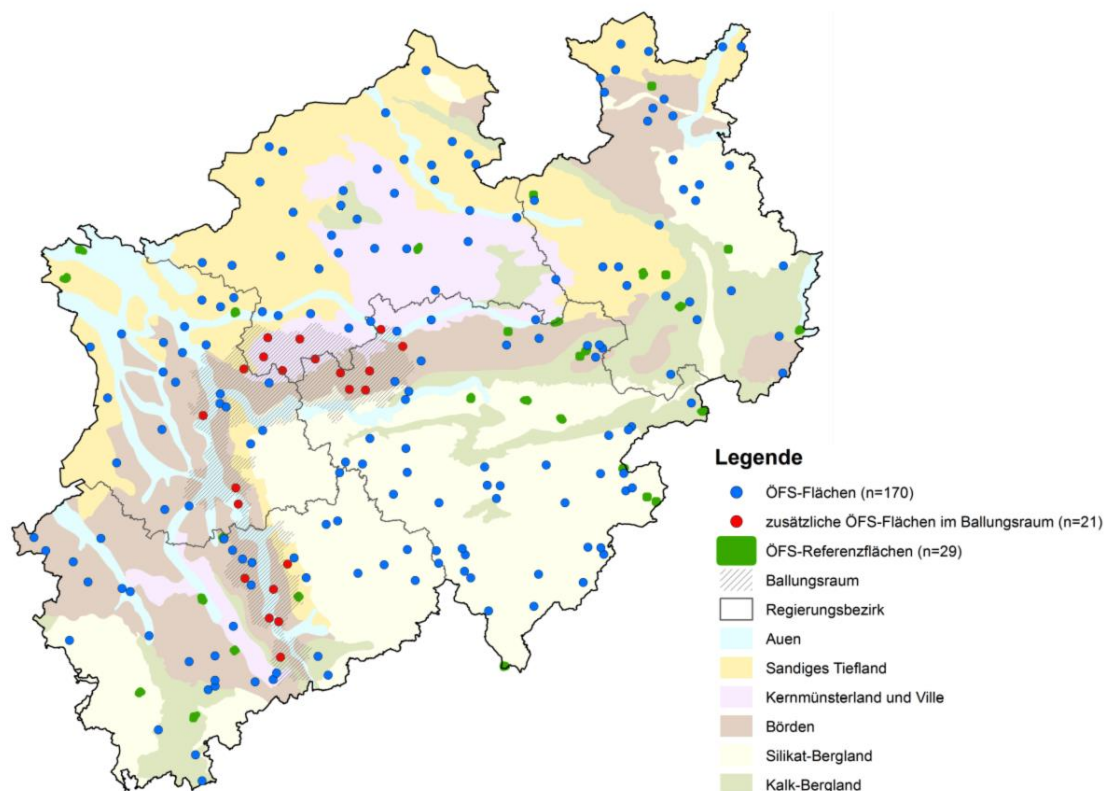 Legende
ÖFS-Flächen (n=170)
zusätzliche ÖFS-Flächen im Ballungsraum (n=21)
ÖFS-Referenzflächen (n=29)
Ballungsraum
Regierungsbezirk
Auen
Sandiges Tiefland
Kernmünsterland und Ville
Börden
Silikat-Bergland
Kalk-Bergland